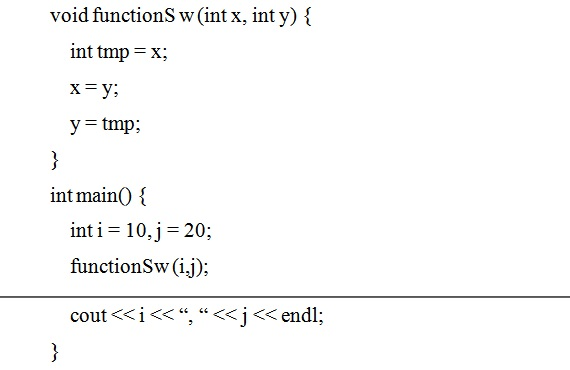 void functionS w (int x, int y) {
int tmp = x;
x = y;
y = tmp;
}
int main() {
int i = 10, j = 20;
functionSw (i,j);
cout << i << “, “ << j << endl;
}